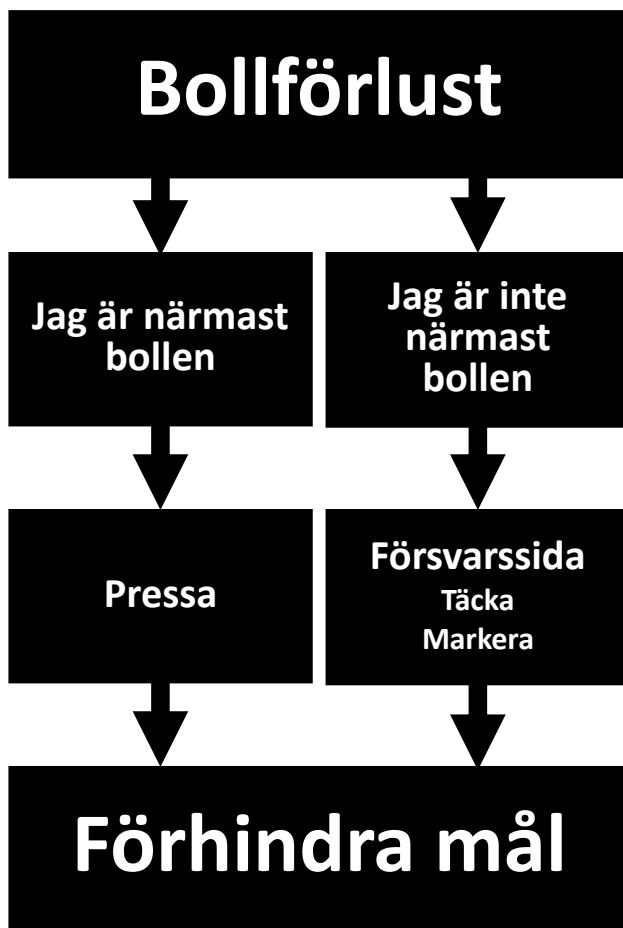 Bollförlust
Jag är närmast
bollen
Jag är inte
närmast
bollen
Pressa
Försvarssida
Täcka
Markera
Förhindra mål